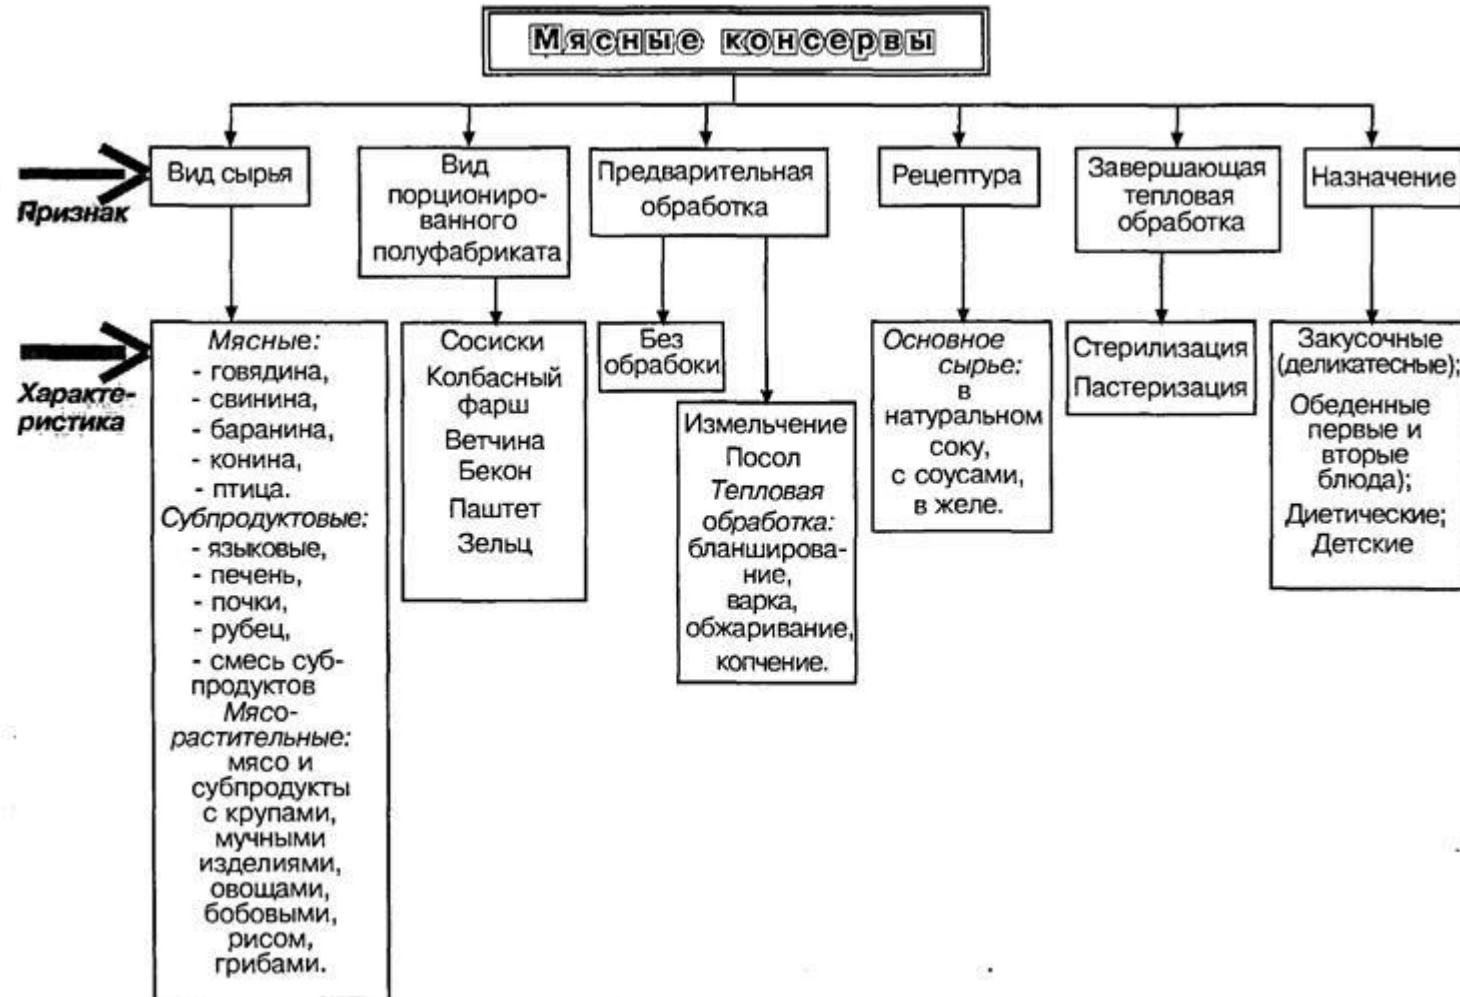 Мясные консервы
Признак
Вид сырья
Вид
порциониро-
ванного
полуфабриката
Предварительная
обработка
Рецептура
Завершающая
тепловая
обработка
Назначение
Характе-
ристика
Мясные:
- говядина,
- свинина,
- баранина,
- конина,
- птица.
Субпродуктовые:
- языковые,
- печень,
- почки,
- рубец,
- смесь суб-
продуктов
Мясо-
растительные:
мясо и
субпродукты
с крупами,
мучными
изделиями,
овощами,
бобовыми,
рисом,
грибами.
Сосиски
Колбасный
фарш
Ветчина
Бекон
Паштет
Зельц
Без
обрабоки
Измельчение
Посол
Тепловая
обработка:
бланширова-
ние,
варка,
обжаривание,
копчение.
Основное
сырье:
в
натуральном
соку,
с соусами,
в желе.
Стерилизация
Пастеризация
Закусочные
(деликатесные);
Обеденные
первые и
вторые
блюда);
Диетические;
Детские